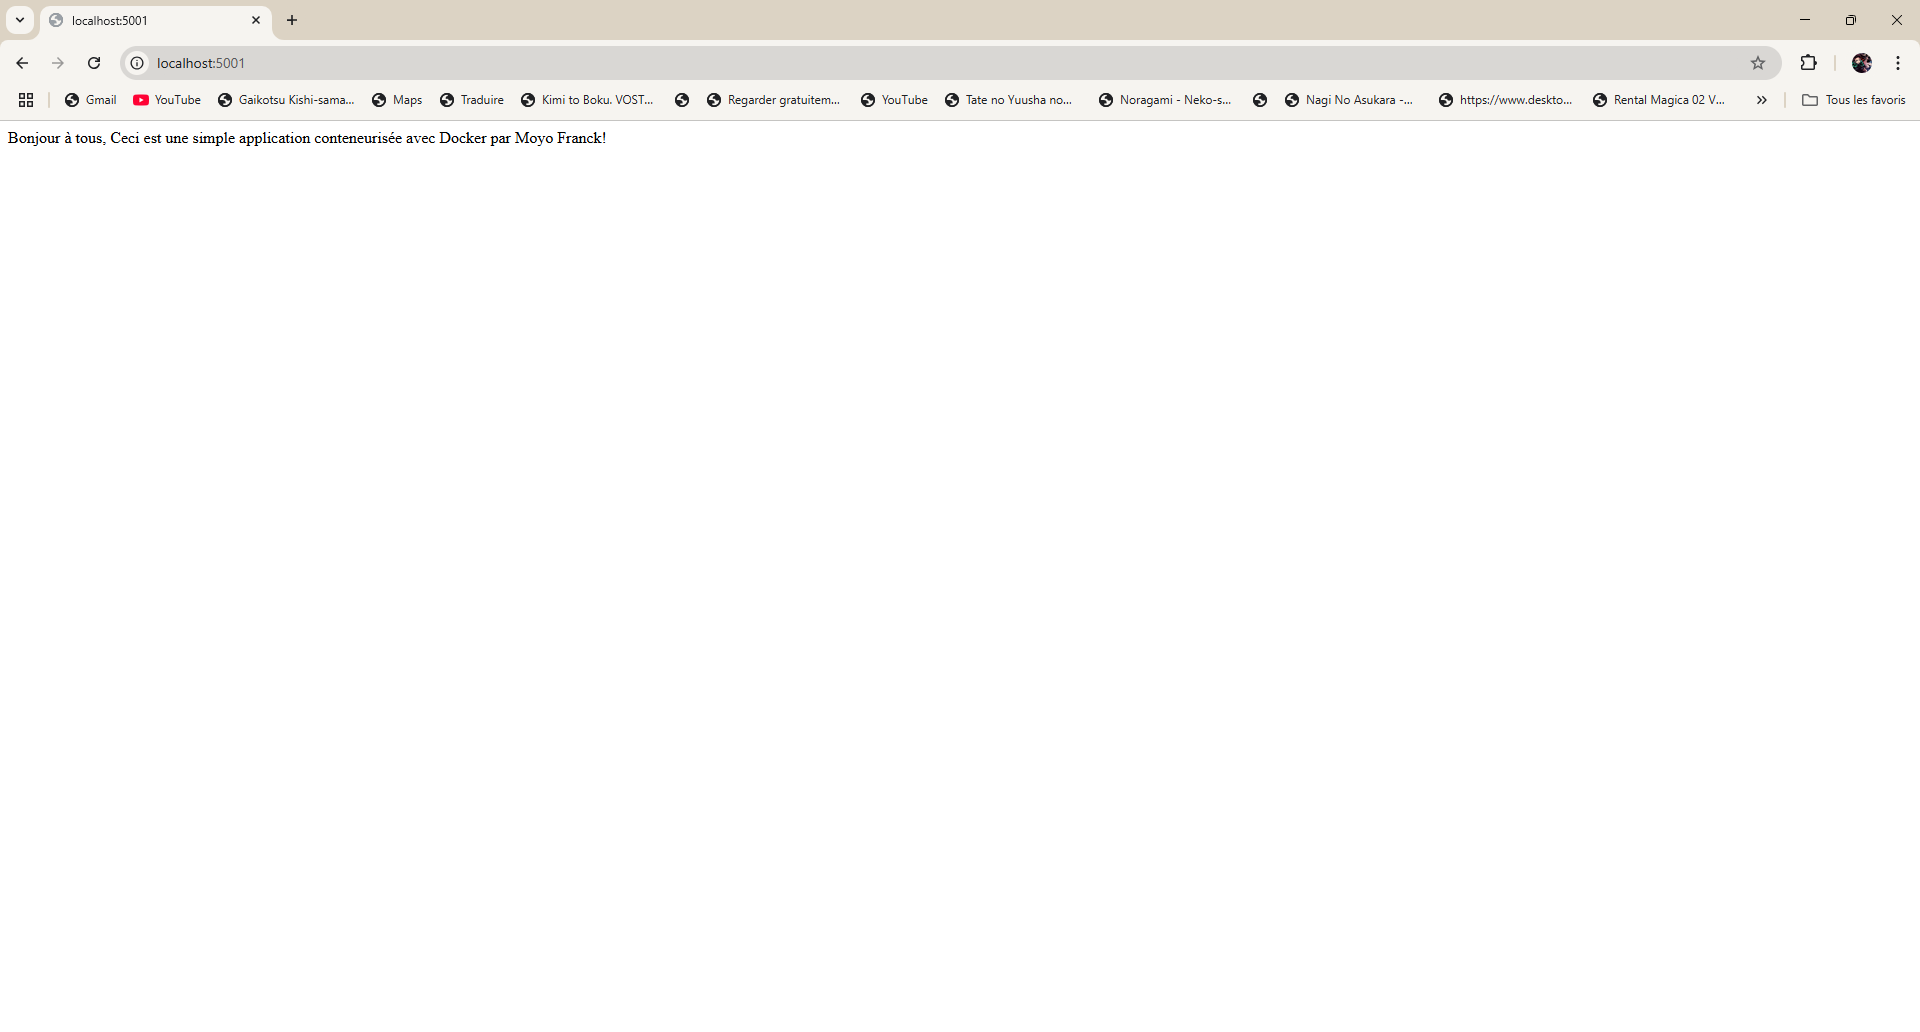 localhost:5001
localhost:5001
Gmail YouTube Gaikotsu Kishi-sama... Maps Traduire Kimi to Boku. VOST... Regarder gratuitem... YouTube Tate no Yuusha no... Noragami - Neko-s... Nagi No Asukara -... https://www.deskto... Rental Magica 02 V... Tous les favoris
Bonjour à tous, Ceci est une simple application conteneurisée avec Docker par Moyo Franck!